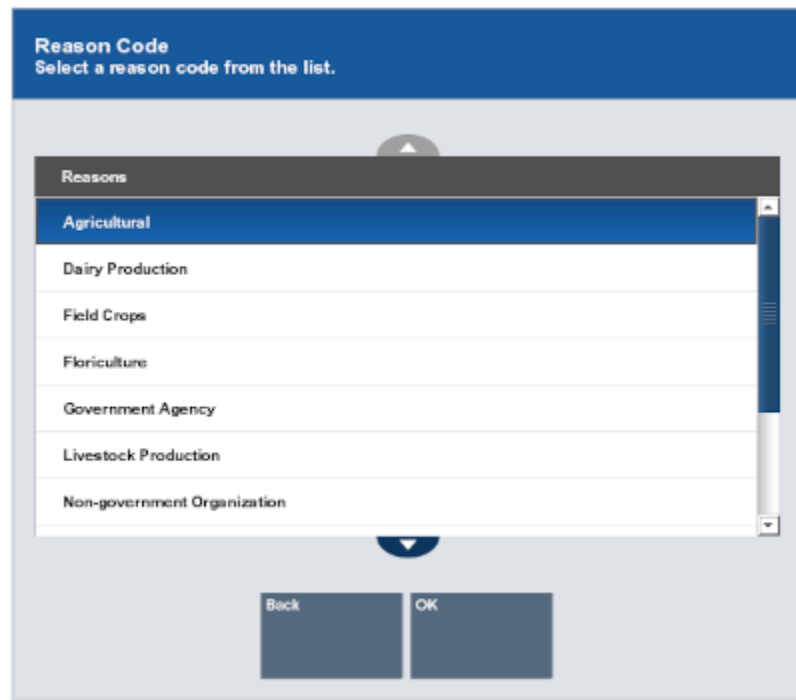 Reason Code
Select a reason code from the list.
Reasons
Agricultural
Dairy Production
Field Crops
Floriculture
Government Agency
Livestock Production
Non-government Organization
Back
OK